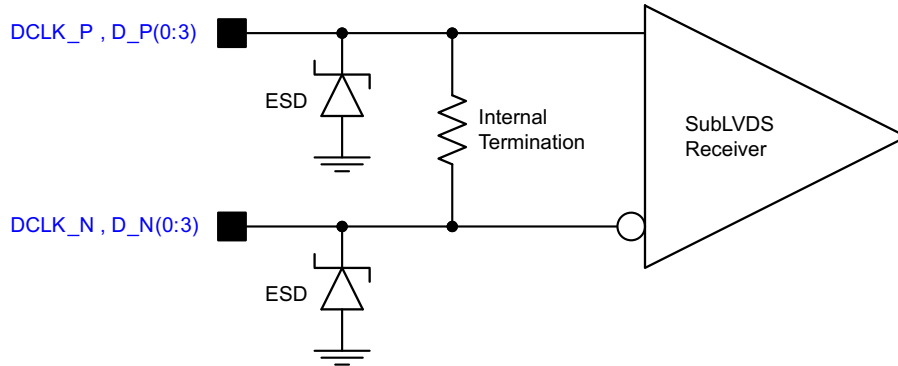 DCLK_P , D_P(0:3)
ESD
Internal
Termination
SubLVDS
Receiver
DCLK_N , D_N(0:3)
ESD